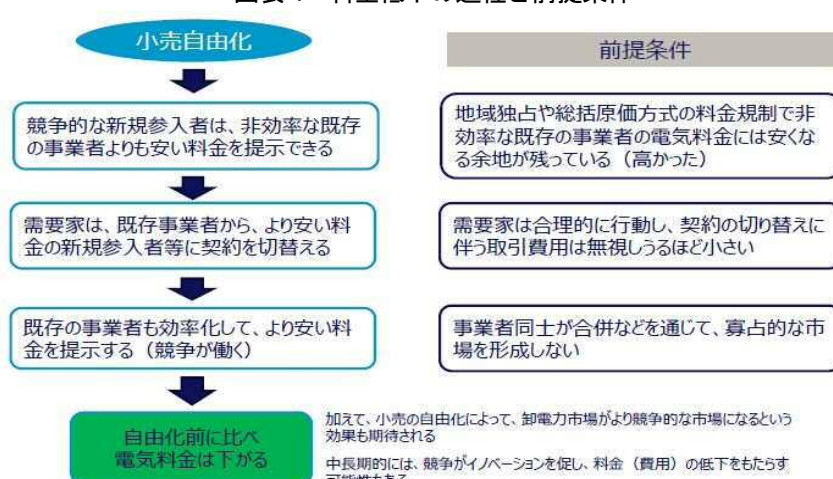 小売自由化
前提条件
競争的な新規参入者は、非効率な既存
の事業者よりも安い料金を提示できる
地域独占や総括原価方式の料金規制で非
効率な既存の事業者の電気料金には安くな
る余地が残っている（高かった）
需要家は、既存事業者から、より安い料
金の新規参入者等に契約を切替える
需要家は合理的に行動し、契約の切り替えに
伴う取引費用は無視しうるほど小さい
既存の事業者も効率化して、より安い料
金を提示する（競争が働く）
事業者同士が合併などを通じて、寡占的な市
場を形成しない
自由化前に比べ
電気料金は下がる
加えて、小売の自由化によって、卸電力市場がより競争的な市場になるという
効果も期待される
中長期的には、競争がイノベーションを促し、料金（費用）の低下をもたらす